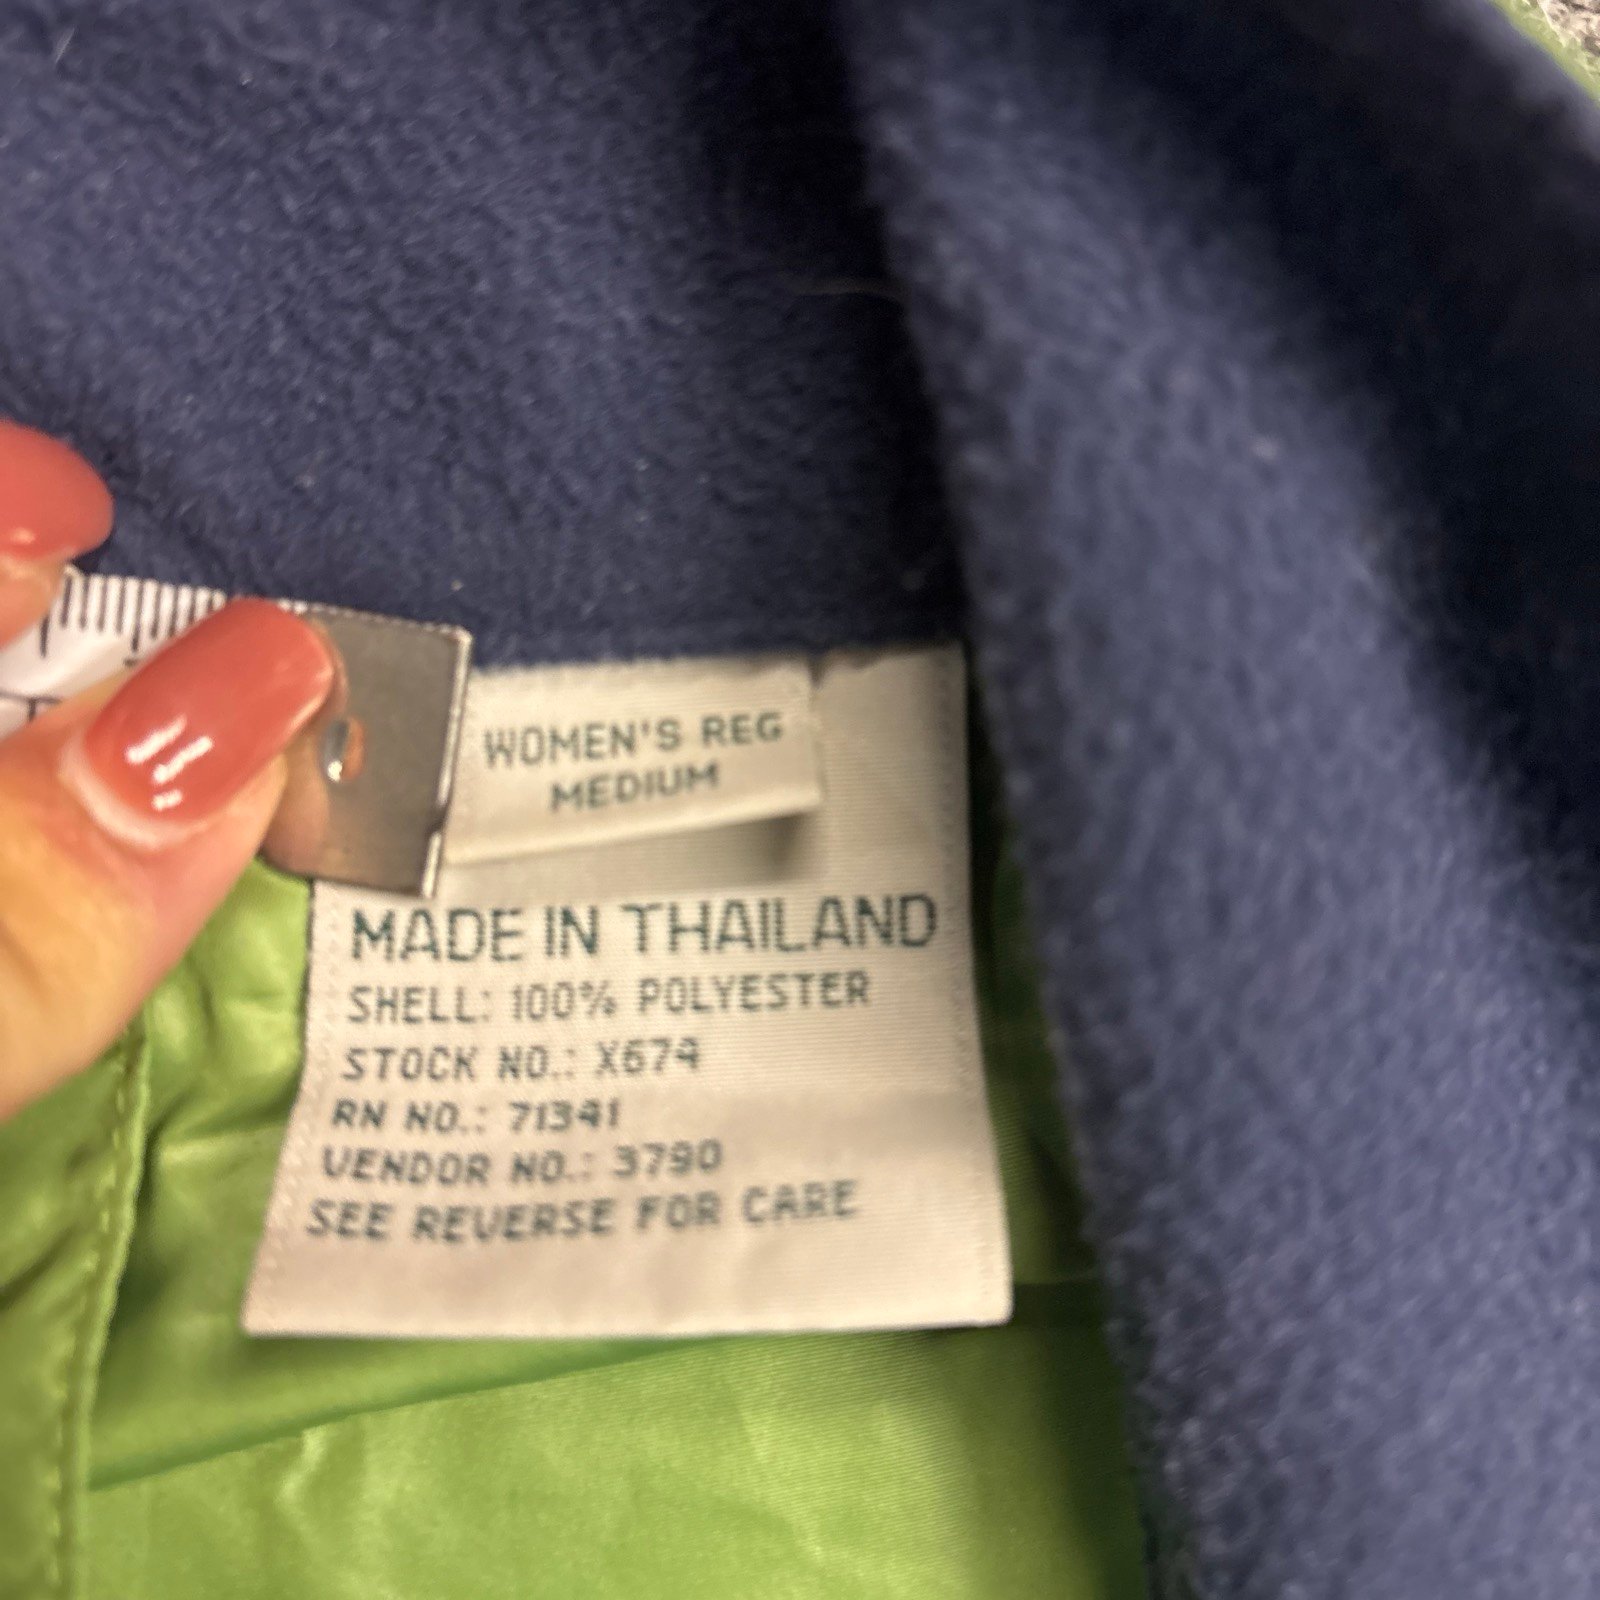 WOMEN'S REG
MEDIUM
MADE IN THAILAND
SHELL: 100% POLYESTER
STOCK NO.: X674
RN NO.: 71341
VENDOR NO.: 3790
SEE REVERSE FOR CARE